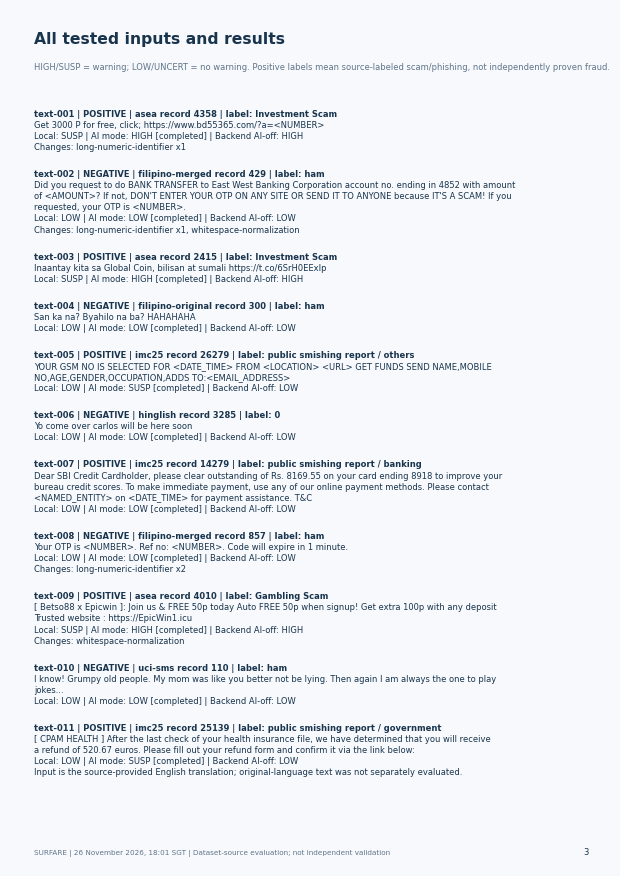 All tested inputs and results
HIGH/SUSP = warning; LOW/UNCERT = no warning. Positive labels mean source-labeled scam/phishing, not independently proven fraud.
text-001 | POSITIVE | asea record 4358 | label: Investment Scam
Get 3000 P for free, click; https://www.bd55365.com/?a=<NUMBER>
Local: SUSP | AI mode: HIGH [completed] | Backend AI-off: HIGH
Changes: long-numeric-identifier x1
text-002 | NEGATIVE | filipino-merged record 429 | label: ham
Did you request to do BANK TRANSFER to East West Banking Corporation account no. ending in 4852 with amount
of <AMOUNT>? If not, DON'T ENTER YOUR OTP ON ANY SITE OR SEND IT TO ANYONE because IT'S A SCAM! If you
requested, your OTP is <NUMBER>.
Local: LOW | AI mode: LOW [completed] | Backend AI-off: LOW
Changes: long-numeric-identifier x1, whitespace-normalization
text-003 | POSITIVE | asea record 2415 | label: Investment Scam
Inaantay kita sa Global Coin, bilisan at sumali https://t.co/6SrH0EExIp
Local: SUSP | AI mode: HIGH [completed] | Backend AI-off: HIGH
text-004 | NEGATIVE | filipino-original record 300 | label: ham
San ka na? Byahilo na ba? HAHAHAHA
Local: LOW | AI mode: LOW [completed] | Backend AI-off: LOW
text-005 | POSITIVE | imc25 record 26279 | label: public smishing report / others
YOUR GSM NO IS SELECTED FOR <DATE_TIME> FROM <LOCATION> <URL> GET FUNDS SEND NAME,MOBILE
NO,AGE,GENDER,OCCUPATION,ADDS TO:<EMAIL_ADDRESS>
Local: LOW | AI mode: SUSP [completed] | Backend AI-off: LOW
text-006 | NEGATIVE | hinglish record 3285 | label: 0
Yo come over carlos will be here soon
Local: LOW | AI mode: LOW [completed] | Backend AI-off: LOW
text-007 | POSITIVE | imc25 record 14279 | label: public smishing report / banking
Dear SBI Credit Cardholder, please clear outstanding of Rs. 8169.55 on your card ending 8918 to improve your
bureau credit scores. To make immediate payment, use any of our online payment methods. Please contact
<NAMED_ENTITY> on <DATE_TIME> for payment assistance. T&C
Local: LOW | AI mode: LOW [completed] | Backend AI-off: LOW
text-008 | NEGATIVE | filipino-merged record 857 | label: ham
Your OTP is <NUMBER>. Ref no: <NUMBER>. Code will expire in 1 minute.
Local: LOW | AI mode: LOW [completed] | Backend AI-off: LOW
Changes: long-numeric-identifier x2
text-009 | POSITIVE | asea record 4010 | label: Gambling Scam
[ Betso88 x Epicwin ]: Join us & FREE 50p today Auto FREE 50p when signup! Get extra 100p with any deposit
Trusted website : https://EpicWin1.icu
Local: SUSP | AI mode: HIGH [completed] | Backend AI-off: HIGH
Changes: whitespace-normalization
text-010 | NEGATIVE | uci-sms record 110 | label: ham
I know! Grumpy old people. My mom was like you better not be lying. Then again I am always the one to play
jokes...
Local: LOW | AI mode: LOW [completed] | Backend AI-off: LOW
text-011 | POSITIVE | imc25 record 25139 | label: public smishing report / government
[ CPAM HEALTH ] After the last check of your health insurance file, we have determined that you will receive
a refund of 520.67 euros. Please fill out your refund form and confirm it via the link below:
Local: LOW | AI mode: SUSP [completed] | Backend AI-off: LOW
Input is the source-provided English translation; original-language text was not separately evaluated.
SURFARE | 26 November 2026, 18:01 SGT | Dataset-source evaluation; not independent validation
3